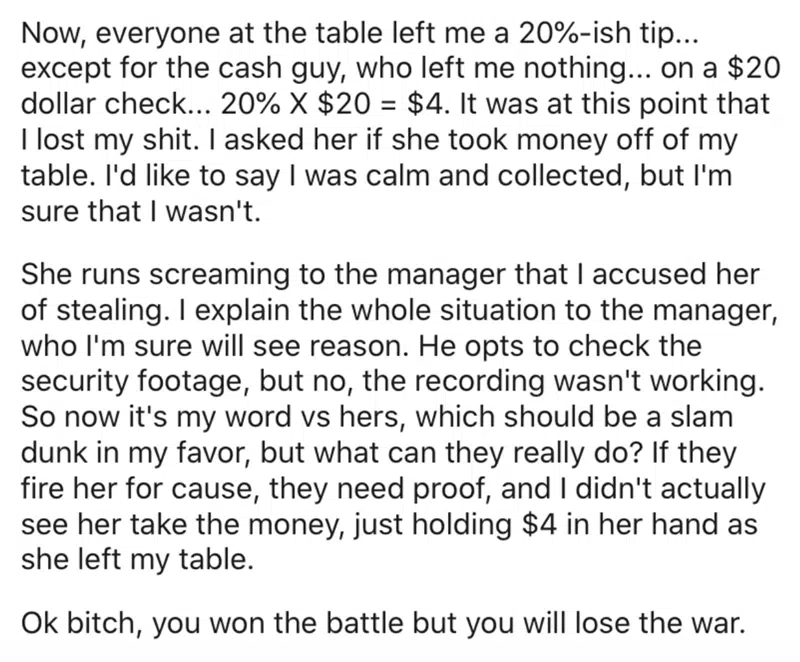 Now, everyone at the table left me a 20%-ish tip...
except for the cash guy, who left me nothing... on a $20
dollar check... 20% X $20 = $4. It was at this point that
I lost my shit. I asked her if she took money off of my
table. I'd like to say I was calm and collected, but I'm
sure that I wasn't.
She runs screaming to the manager that I accused her
of stealing. I explain the whole situation to the manager,
who I'm sure will see reason. He opts to check the
security footage, but no, the recording wasn't working.
So now it's my word vs hers, which should be a slam
dunk in my favor, but what can they really do? If they
fire her for cause, they need proof, and I didn't actually
see her take the money, just holding $4 in her hand as
she left my table.
Ok bitch, you won the battle but you will lose the war.